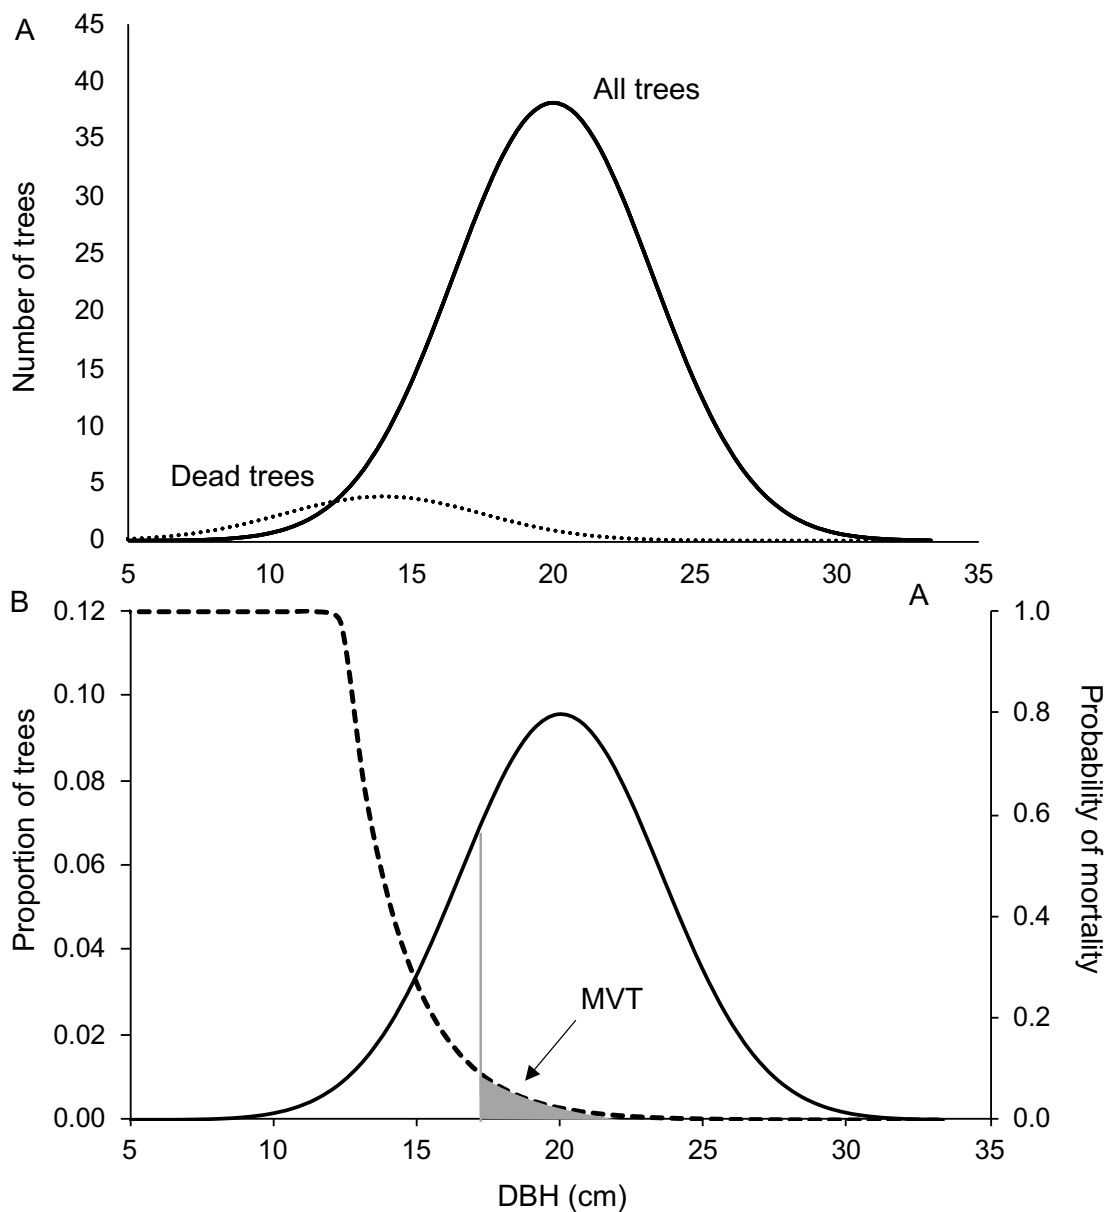 A
45
40
35
30
25
20
15
10
5
0
Number of trees
All trees
Dead trees
5 10 15 20 25 30 35
B
A
0.12
0.10
0.08
0.06
0.04
0.02
0.00
Proportion of trees
MVT
1.0
0.8
0.6
0.4
0.2
0.0
Probability of mortality
5 10 15 20 25 30 35
DBH (cm)